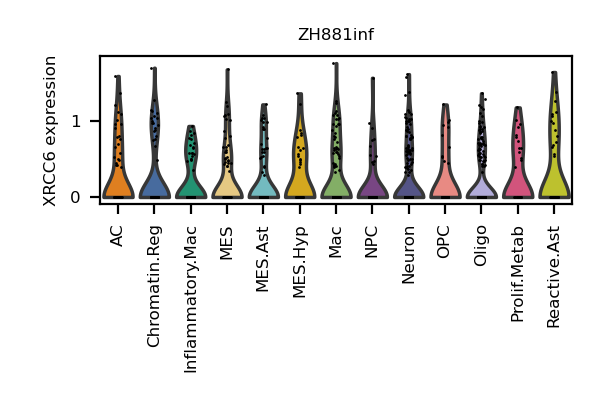 ZH881inf
XRCC6 expression
1
0
AC
Chromatin.Reg
Inflammatory.Mac
MES
MES.Ast
MES.Hyp
Mac
NPC
Neuron
OPC
Oligo
Prolif.Metab
Reactive.Ast